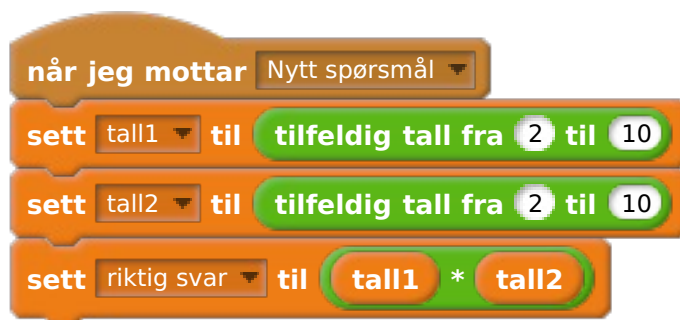 når jeg mottar Nytt spørsmål
sett tall1 til tilfeldig tall fra 2 til 10
sett tall2 til tilfeldig tall fra 2 til 10
sett riktig svar til tall1 * tall2